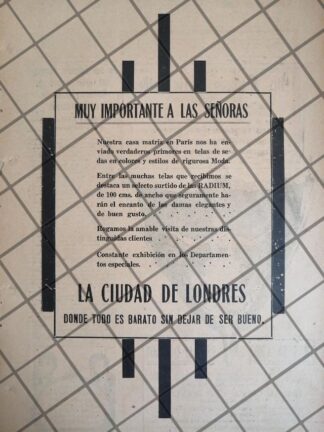 MUY IMPORTANTE A LAS SEÑORAS
Nuestra casa matriz en París nos ha en-
viado verdaderos primores en telas de se-
das en colores y estilos de rigurosa Moda.
Entre las muchas telas que recibimos se
destaca un selecto surtido de las RADIUM,
de 100 cms. de ancho que seguramente ha-
rán el encanto de las damas elegantes y
de buen gusto.
Rogamos la amable visita de nuestras dis-
tinguidas clientes
Constante exhibición en los Departamen-
tos especiales.
LA CIUDAD DE LONDRES
DONDE TODO ES BARATO SIN DEJAR DE SER BUENO.